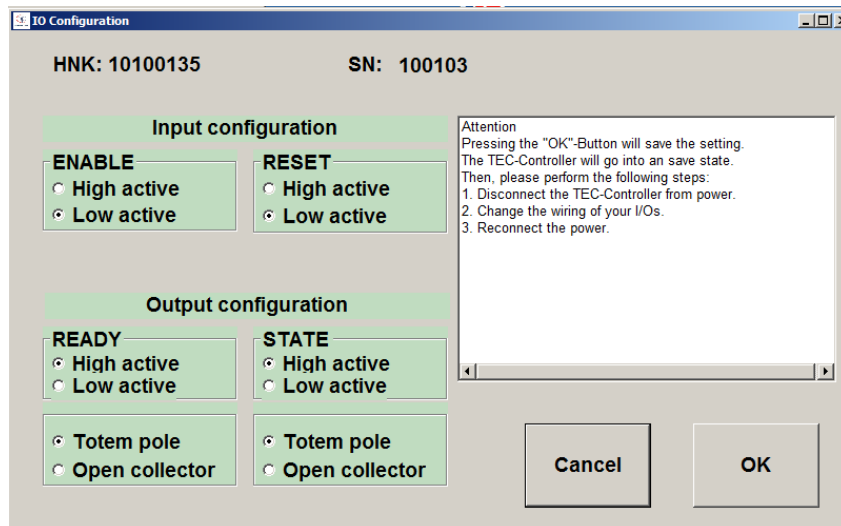 IO Configuration
HNK: 10100135 SN: 100103
Input configuration
ENABLE
High active
Low active
RESET
High active
Low active
Attention
Pressing the "OK"-Button will save the setting.
The TEC-Controller will go into an save state.
Then, please perform the following steps:
1. Disconnect the TEC-Controller from power.
2. Change the wiring of your I/Os.
3. Reconnect the power.
Output configuration
READY
High active
Low active
STATE
High active
Low active
Totem pole
Open collector
Totem pole
Open collector
Cancel
OK